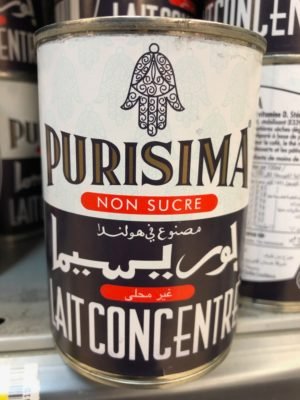 PURISIMA
NON SUCRE
مصنوع في هولندا
بوريسيما
غير محلى
LAIT CONCENTRE